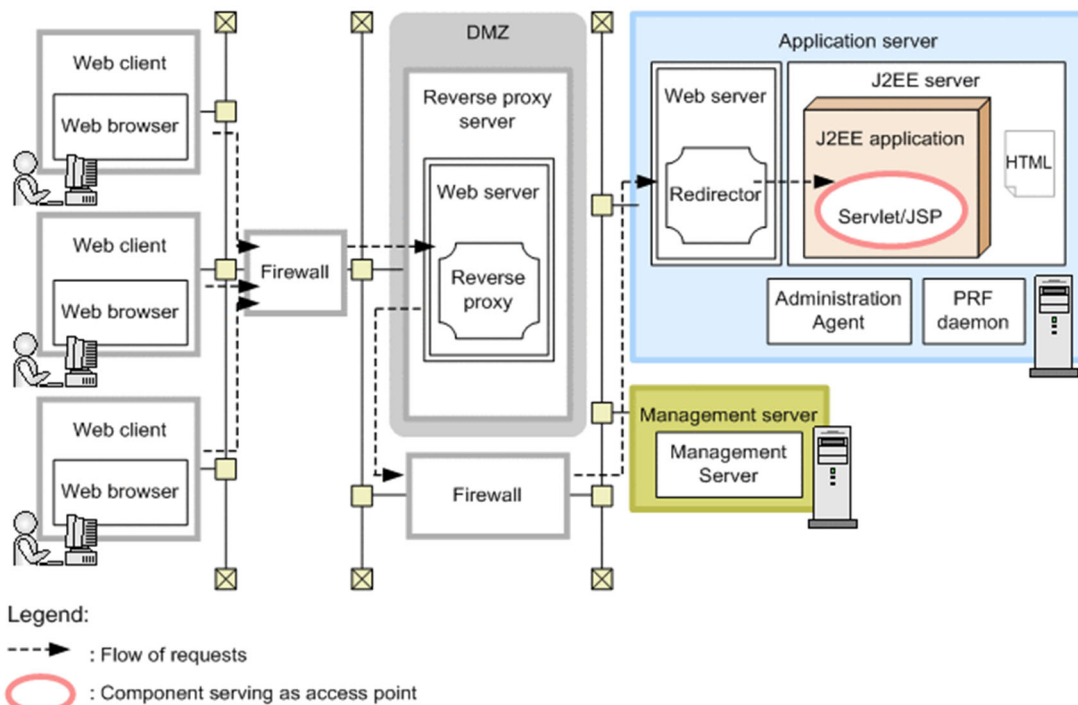 DMZ
Application server
Web client
Web browser
Reverse proxy
server
Web server
Reverse
proxy
Web server
Redirector
J2EE server
J2EE application
Servlet/JSP
HTML
Web client
Web browser
Firewall
Administration
Agent
PRF
daemon
Web client
Web browser
Firewall
Management server
Management
Server
Legend:
: Flow of requests
: Component serving as access point